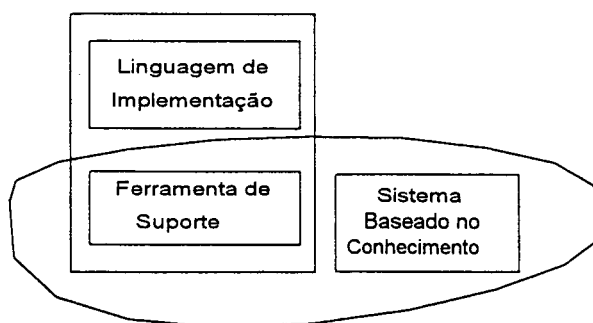 Linguagem de
Implementação
Ferramenta de
Suporte
Sistema
Baseado no
Conhecimento